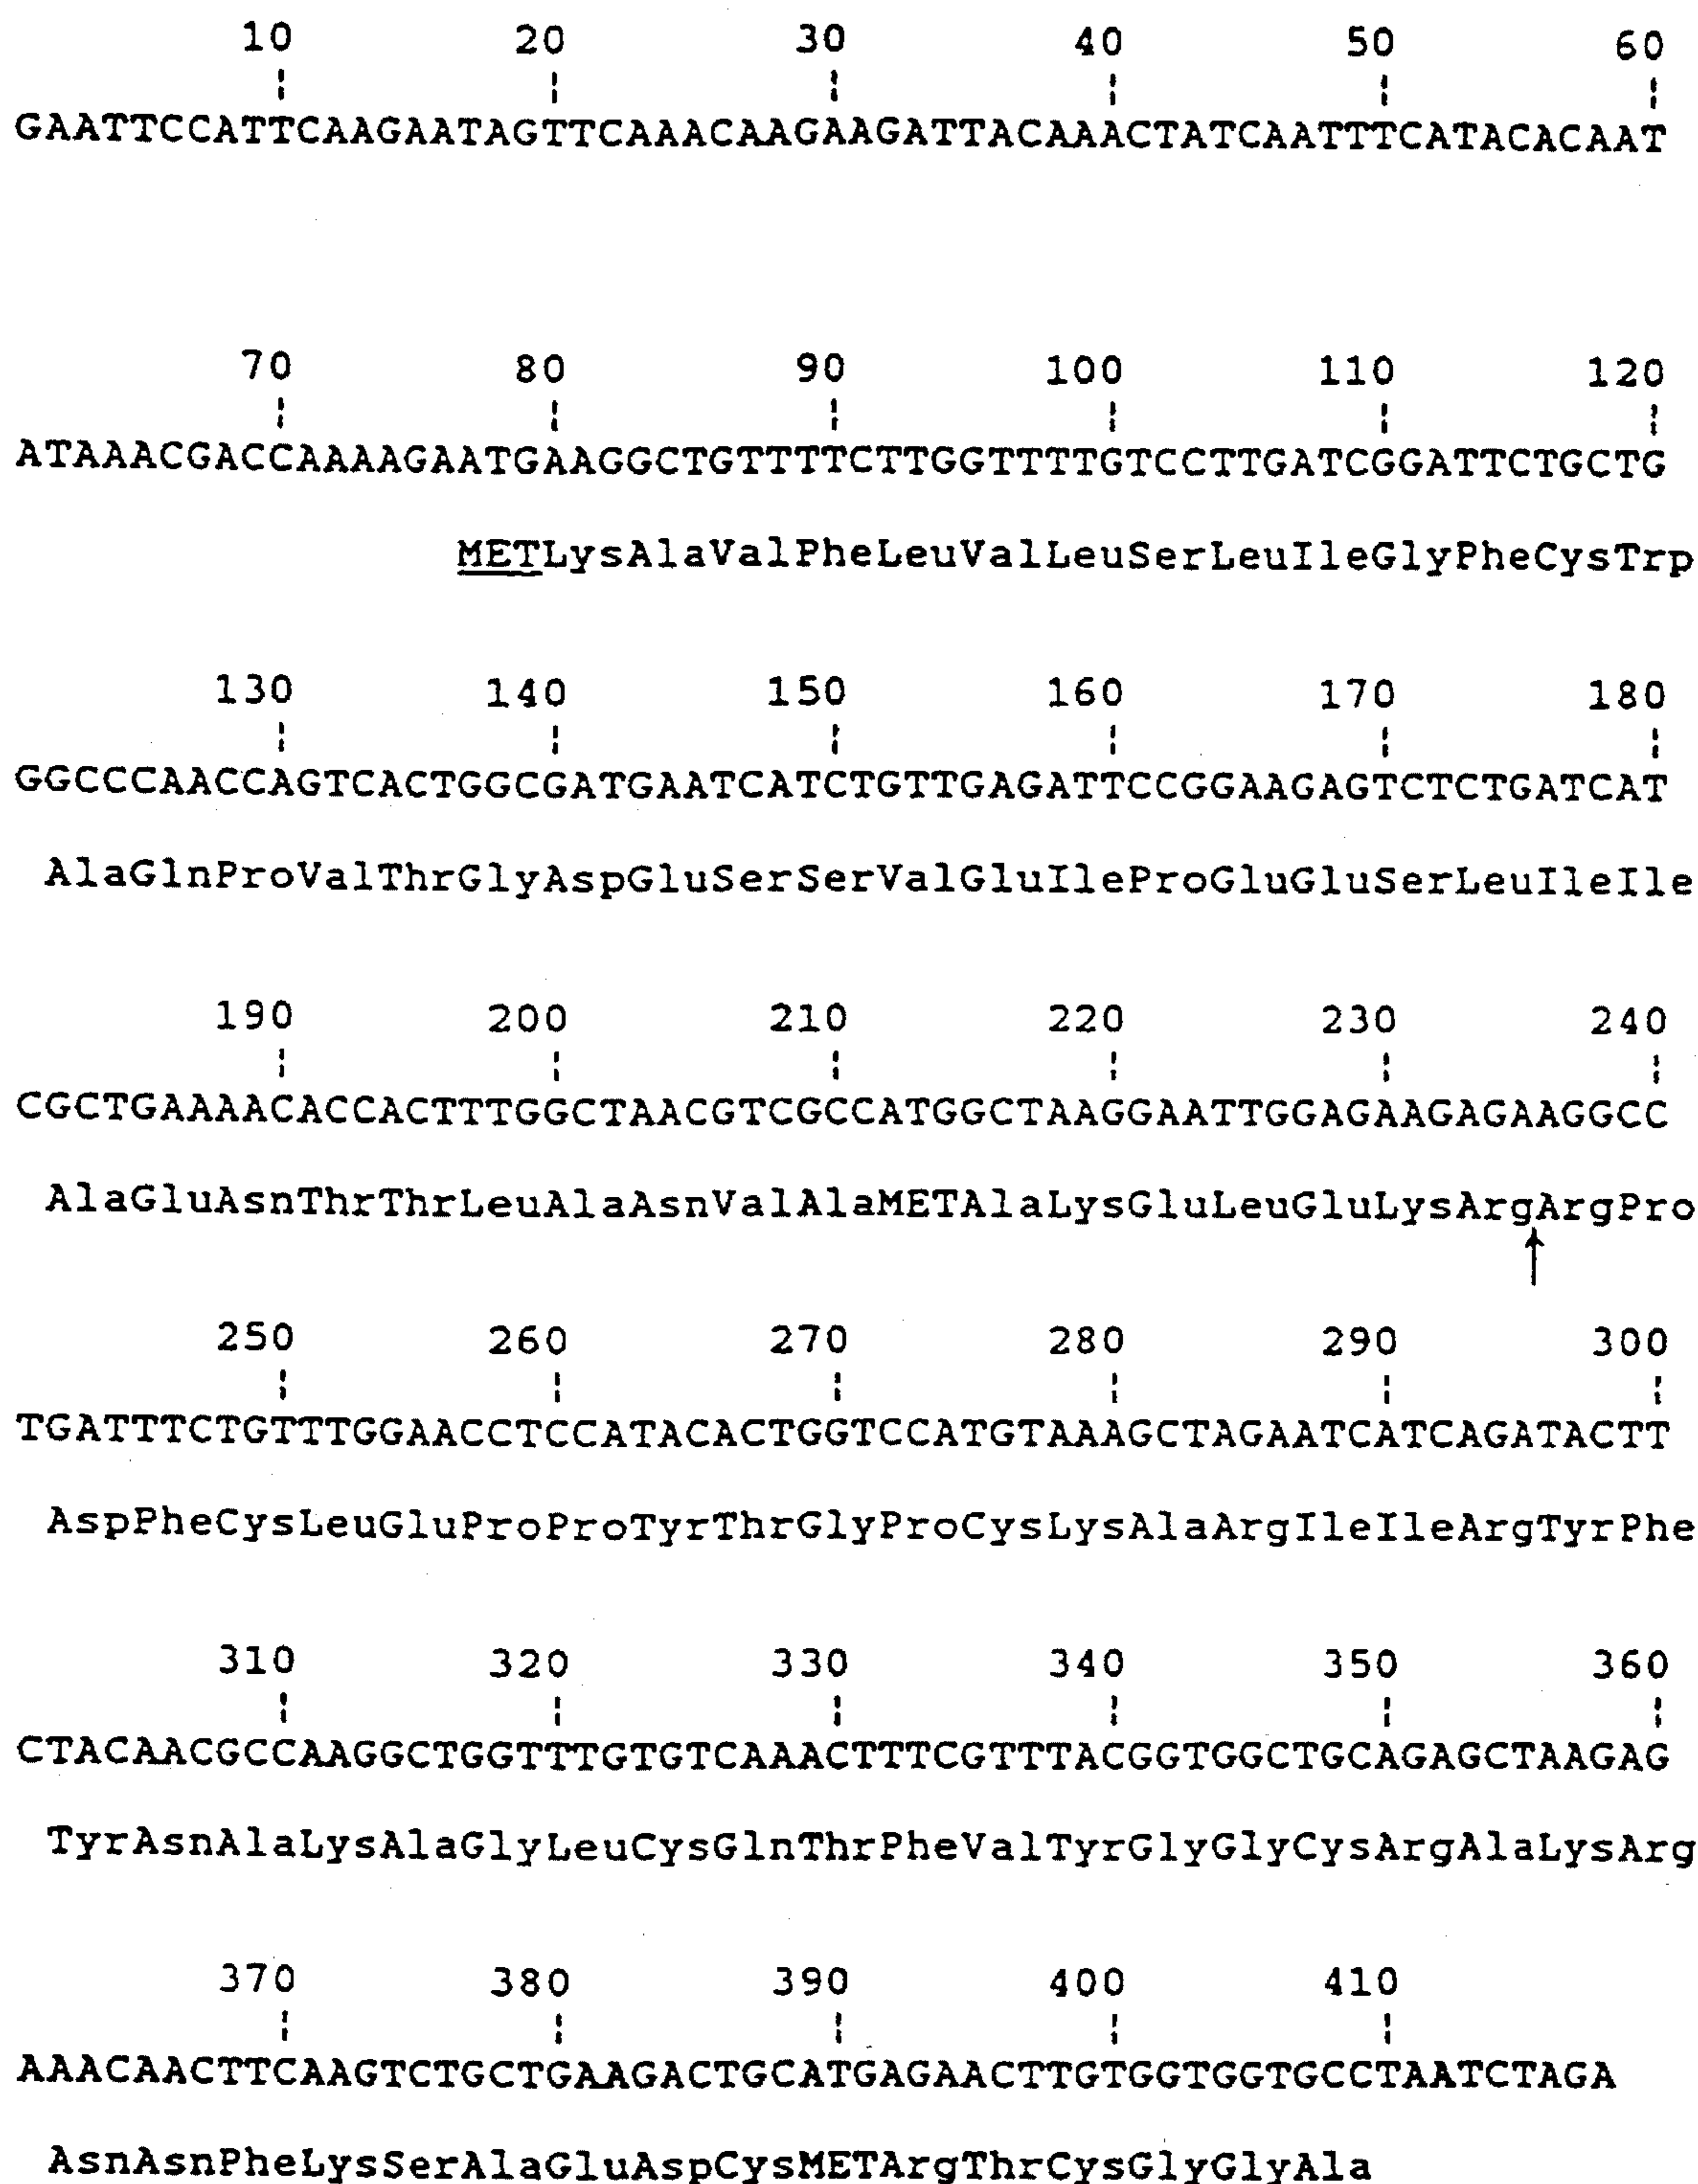 10 20 30 40 50 60
GAATTCCATTCAAGAATAGTTCAAACAAGAAGATTACAAACTATCAATTTCATACACAAT
70 80 90 100 110 120
ATAAACGACCAAAAGAATGAAGGCTGTTTTCTTGGTTTTGTCCTTGATCGGATTCTGCTG
METLysAlaValPheLeuValLeuSerLeuIleGlyPheCysTrp
130 140 150 160 170 180
GGCCCAACCAGTCACTGGCGATGAATCATCTGTTGAGATTCCGGAAGAGTCTCTGATCAT
AlaGlnProValThrGlyAspGluSerSerValGluIleProGluGluSerLeuIleIle
190 200 210 220 230 240
CGCTGAAAACACCACTTTGGCTAACGTCGCCATGGCTAAGGAATTGGAGAAGAGAAGGCC
AlaGluAsnThrThrLeuAlaAsnValAlaMETAlaLysGluLeuGluLysArgArgPro
250 260 270 280 290 300
TGATTTCTGTTTGGAACCTCCATACACTGGTCCATGTAAAGCTAGAATCATCAGATACTT
AspPheCysLeuGluProProTyrThrGlyProCysLysAlaArgIleIleArgTyrPhe
310 320 330 340 350 360
CTACAACGCCAAGGCTGGTTTGTGTCAAACTTTCGTTTACGGTGGCTGCAGAGCTAAGAG
TyrAsnAlaLysAlaGlyLeuCysGlnThrPheValTyrGlyGlyCysArgAlaLysArg
370 380 390 400 410
AAACAACTTCAAGTCTGCTGAAGACTGCATGAGAACTTGTGGTGGTGCCTAATCTAGA
AsnAsnPheLysSerAlaGluAspCysMETArgThrCysGlyGlyAla